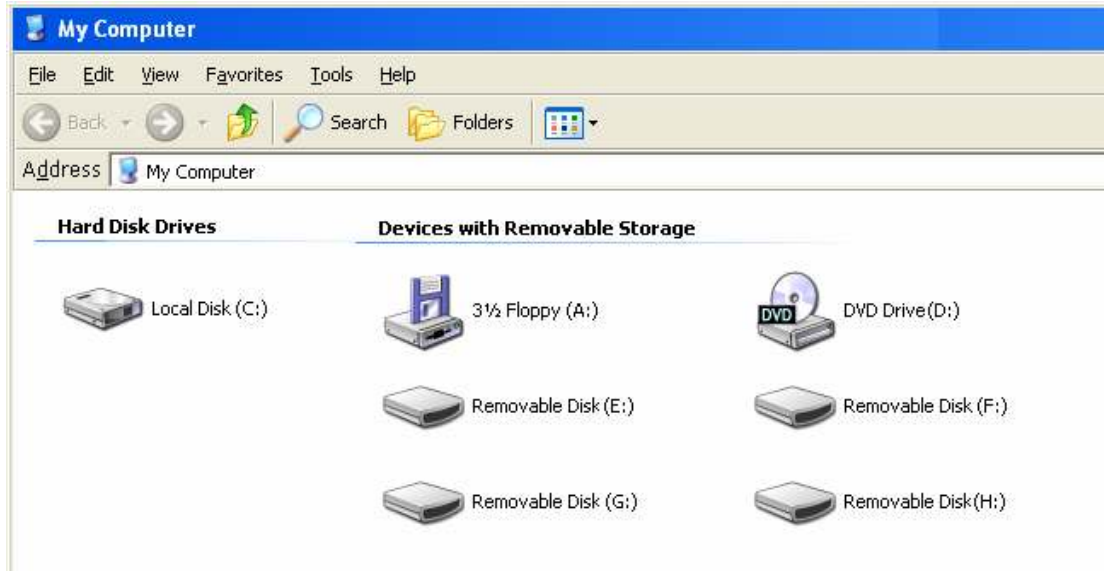 My Computer
File Edit View Favorites Tools Help
Back Search Folders
Address My Computer
Hard Disk Drives Devices with Removable Storage
Local Disk (C:) 3½ Floppy (A:) DVD DVD Drive(D:)
Removable Disk (E:) Removable Disk (F:)
Removable Disk (G:) Removable Disk(H:)